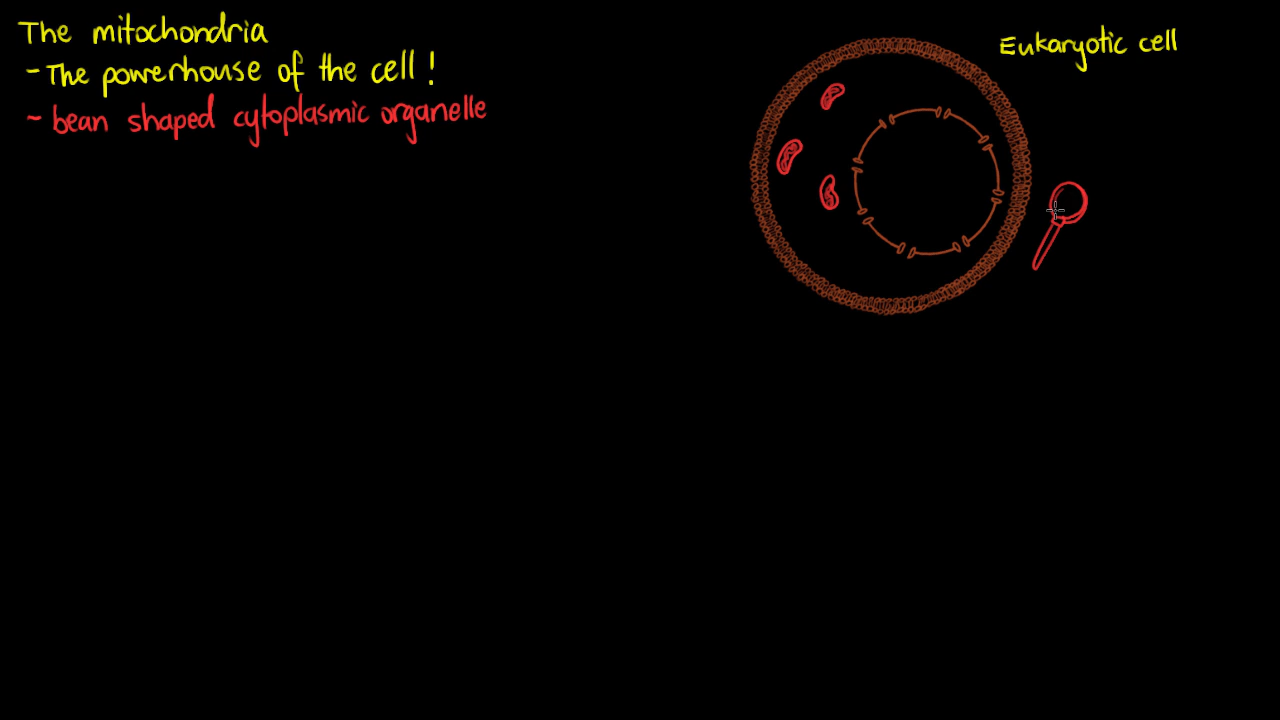 The mitochondria
-The powerhouse of the cell!
- bean shaped cytoplasmic organelle
Eukaryotic cell